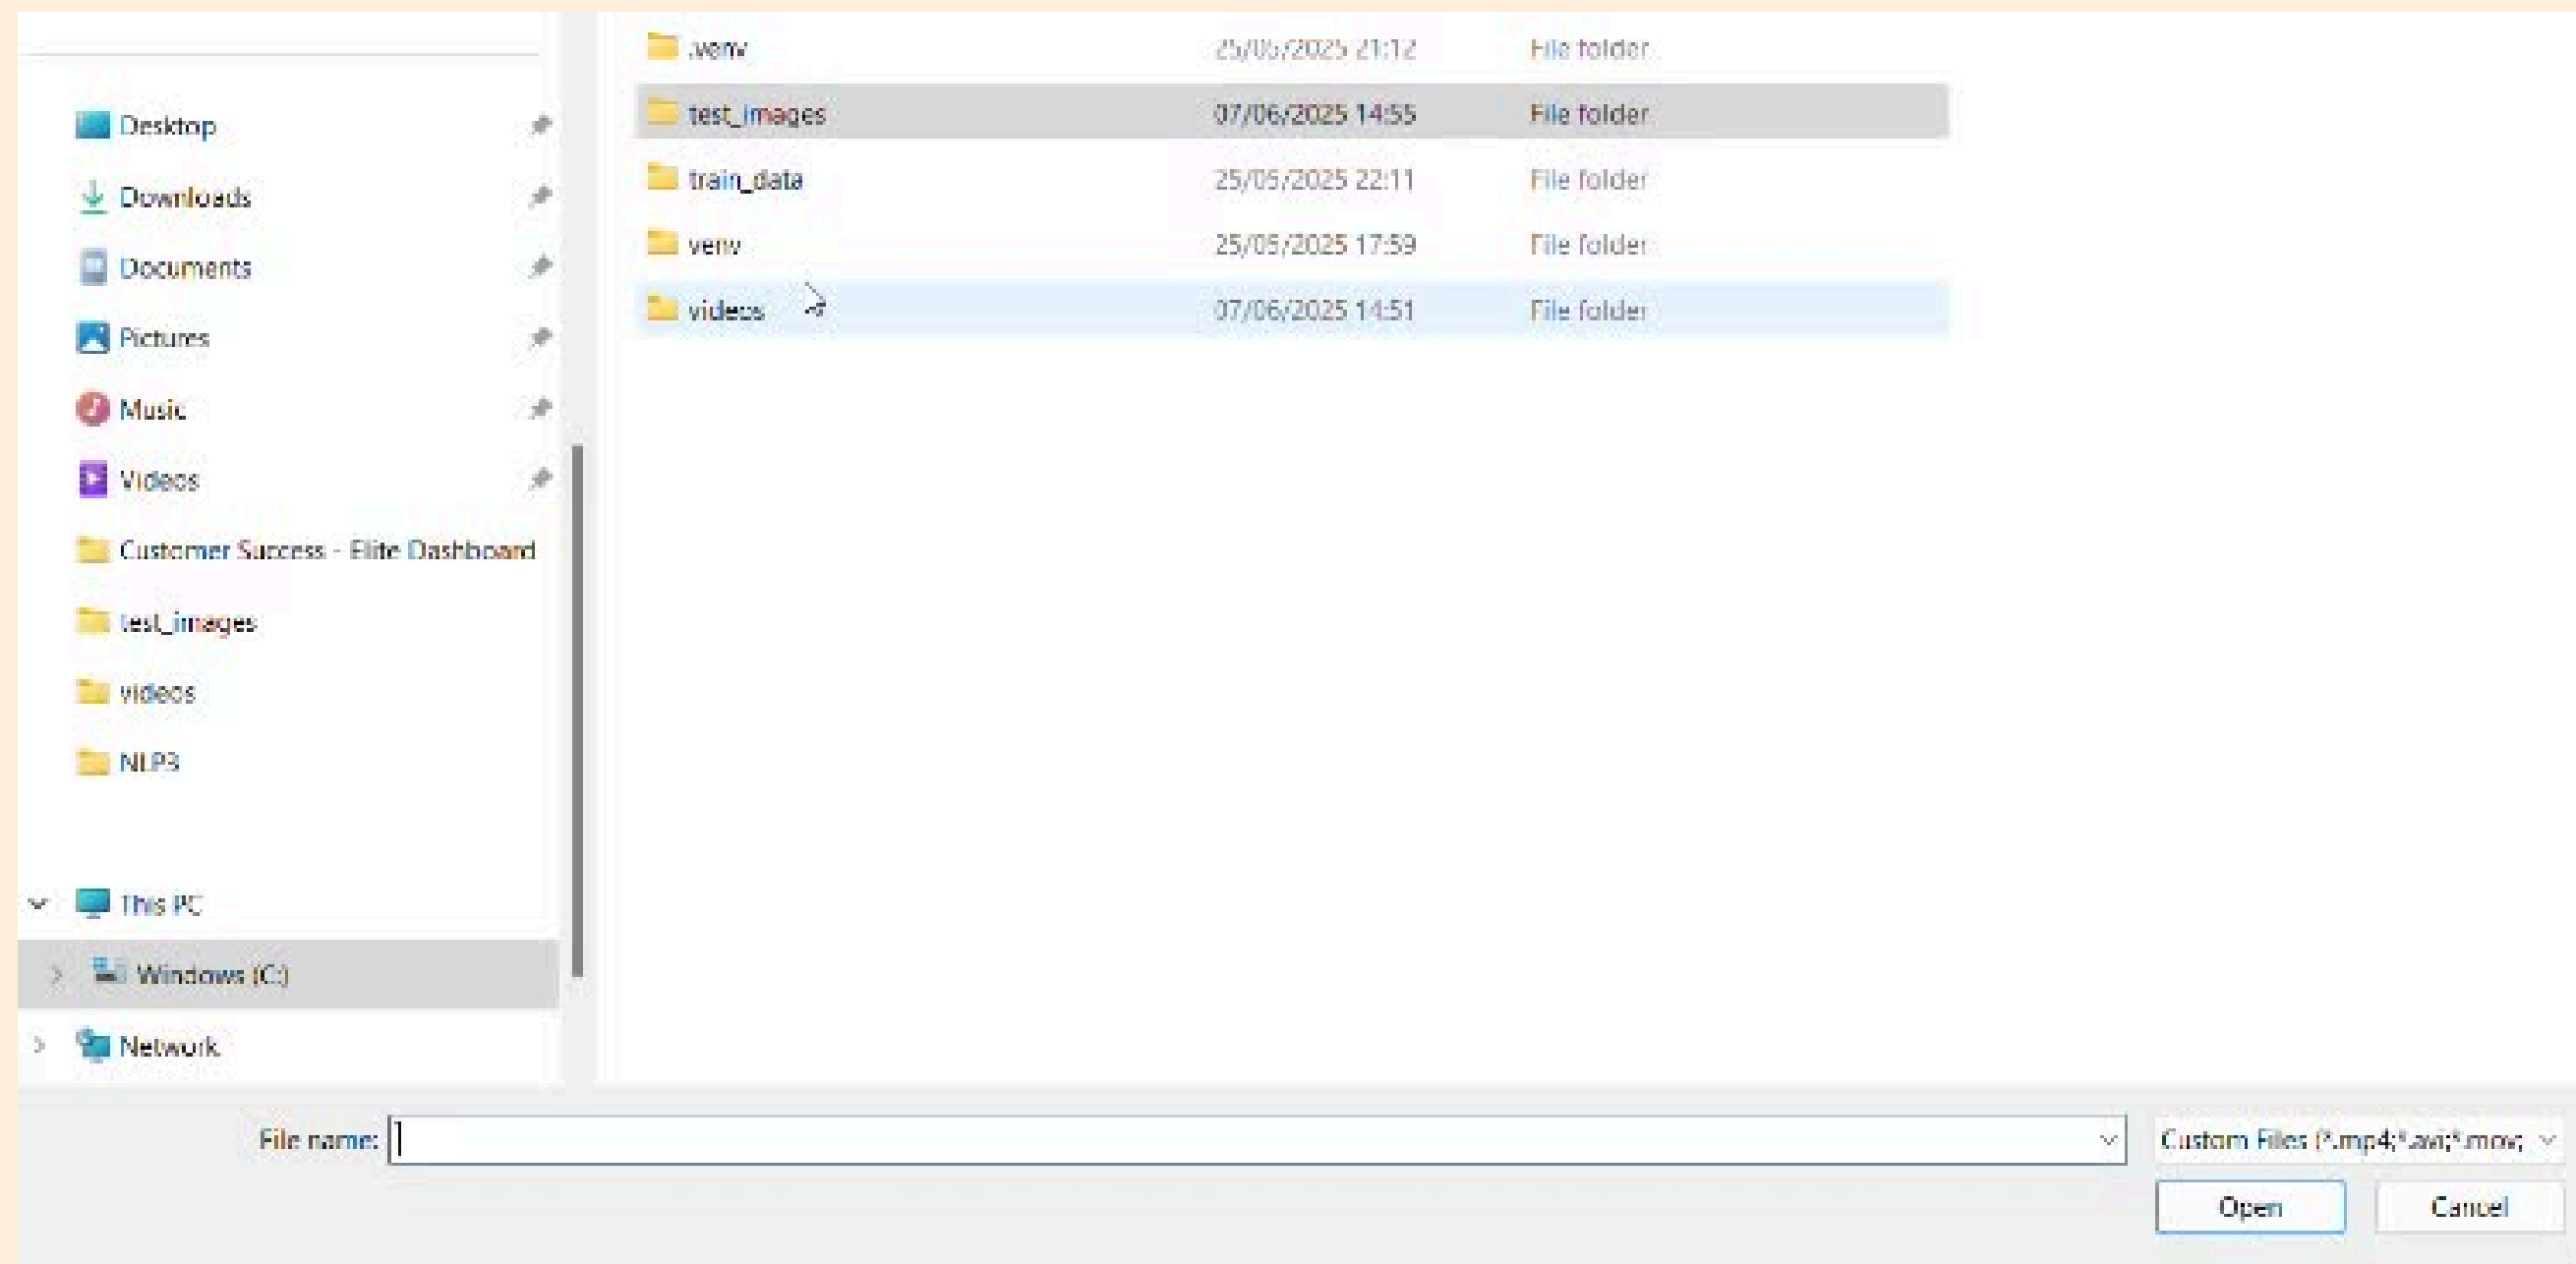 .venv 25/05/2025 21:12 File folder
test_images 07/06/2025 14:55 File folder
train_data 25/05/2025 22:11 File folder
venv 25/05/2025 17:59 File folder
videos 07/06/2025 14:51 File folder
Desktop
Downloads
Documents
Pictures
Music
Videos
Customer Success - Elite Dashboard
test_images
videos
NLP3
This PC
Windows (C:)
Network
File name:
Custom Files (*.mp4;*.avi;*.mov;
Open Cancel